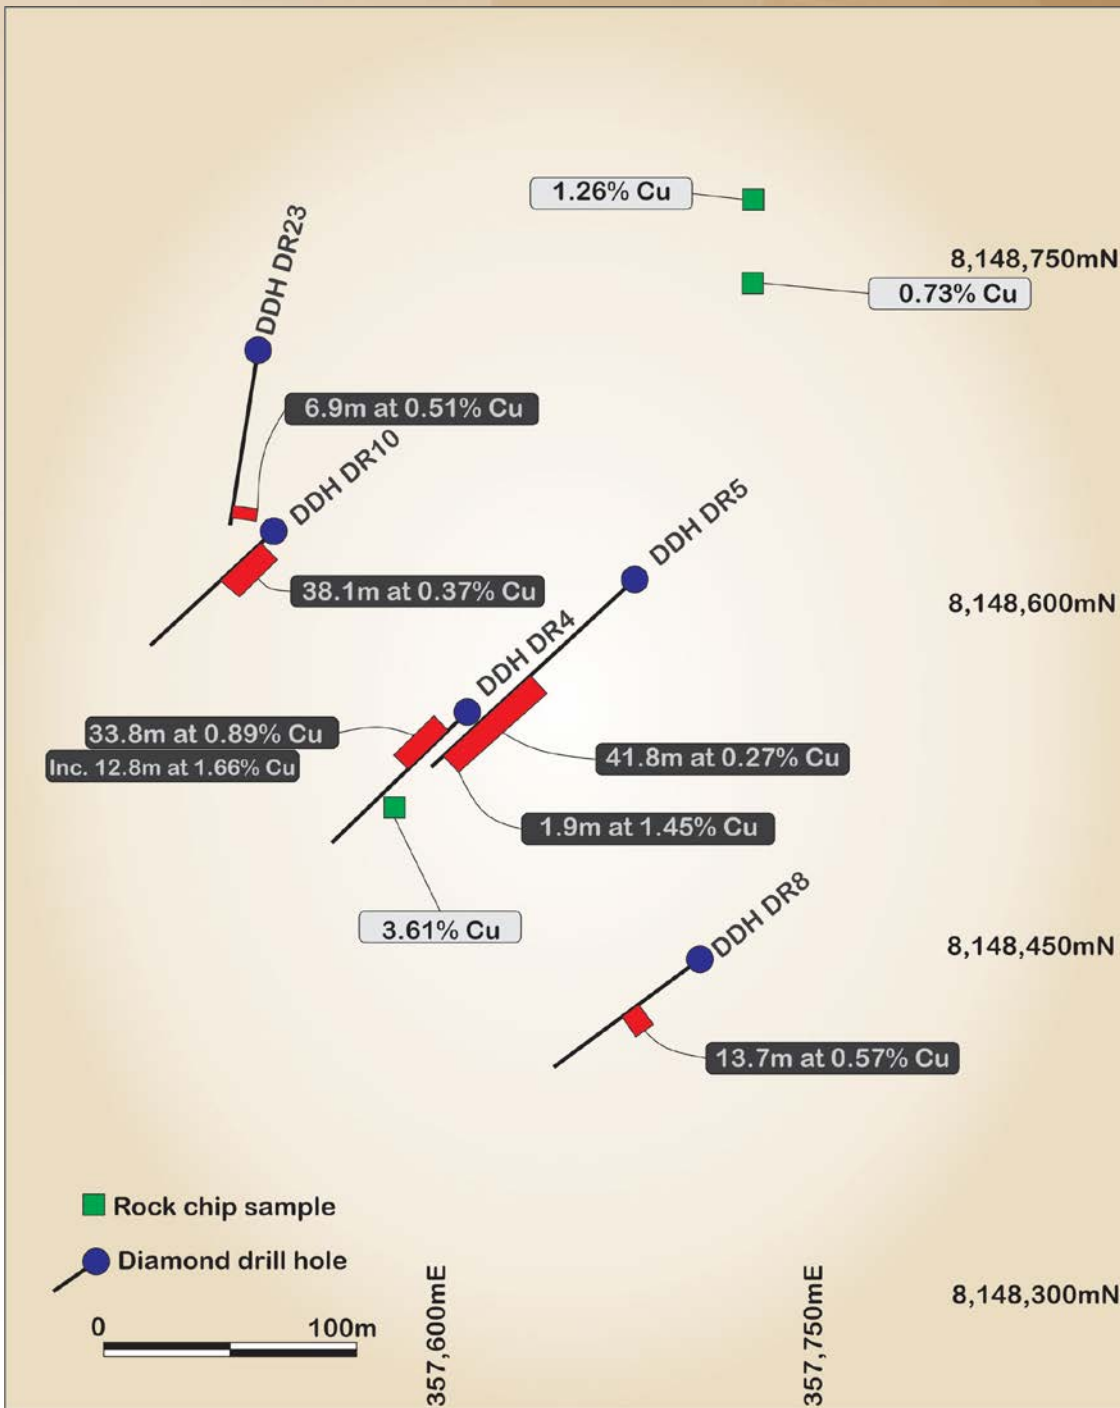 1.26% Cu
8,148,750mN
0.73% Cu
DDH DR23
6.9m at 0.51% Cu
DDH DR10
DDH DR5
38.1m at 0.37% Cu
8,148,600mN
DDH DR4
33.8m at 0.89% Cu
Inc. 12.8m at 1.66% Cu
41.8m at 0.27% Cu
1.9m at 1.45% Cu
3.61% Cu
DDH DR8
8,148,450mN
13.7m at 0.57% Cu
Rock chip sample
Diamond drill hole
0 100m
357,600mE
357,750mE
8,148,300mN